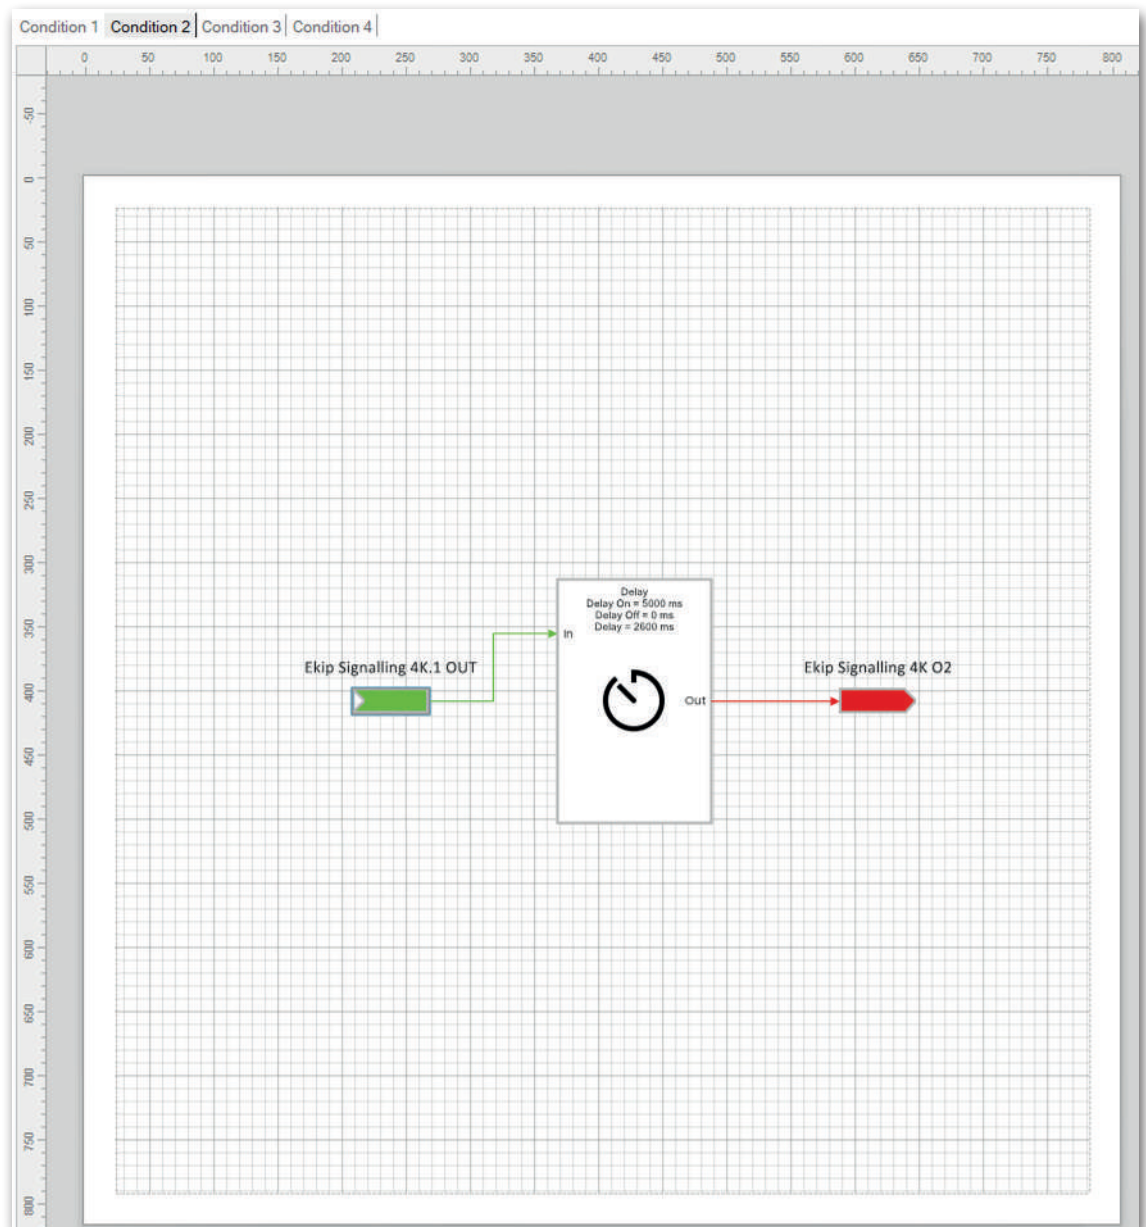 Condition 1 Condition 2 Condition 3 Condition 4
0 50 100 150 200 250 300 350 400 450 500 550 600 650 700 750 800
-50
0
50
100
150
200
250
300
350
400
450
500
550
600
650
700
750
800
Delay
Delay On = 5000 ms
Delay Off = 0 ms
Delay = 2600 ms
In
Ekip Signalling 4K.1 OUT
Ekip Signalling 4K O2
Out